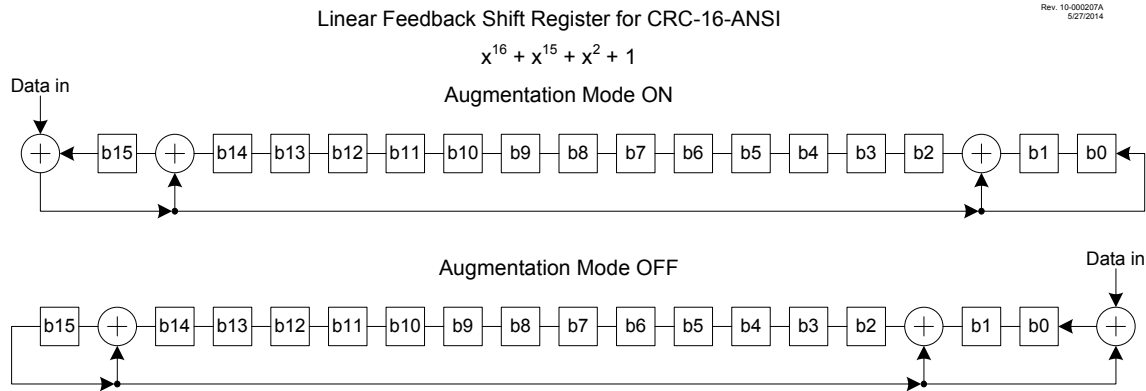 Linear Feedback Shift Register for CRC-16-ANSI
Rev. 10-000207A
5/27/2014
x¹⁶ + x¹⁵ + x² + 1
Augmentation Mode ON
Data in
+ b15 + b14 b13 b12 b11 b10 b9 b8 b7 b6 b5 b4 b3 b2 + b1 b0
Augmentation Mode OFF
Data in
b15 + b14 b13 b12 b11 b10 b9 b8 b7 b6 b5 b4 b3 b2 + b1 b0 +